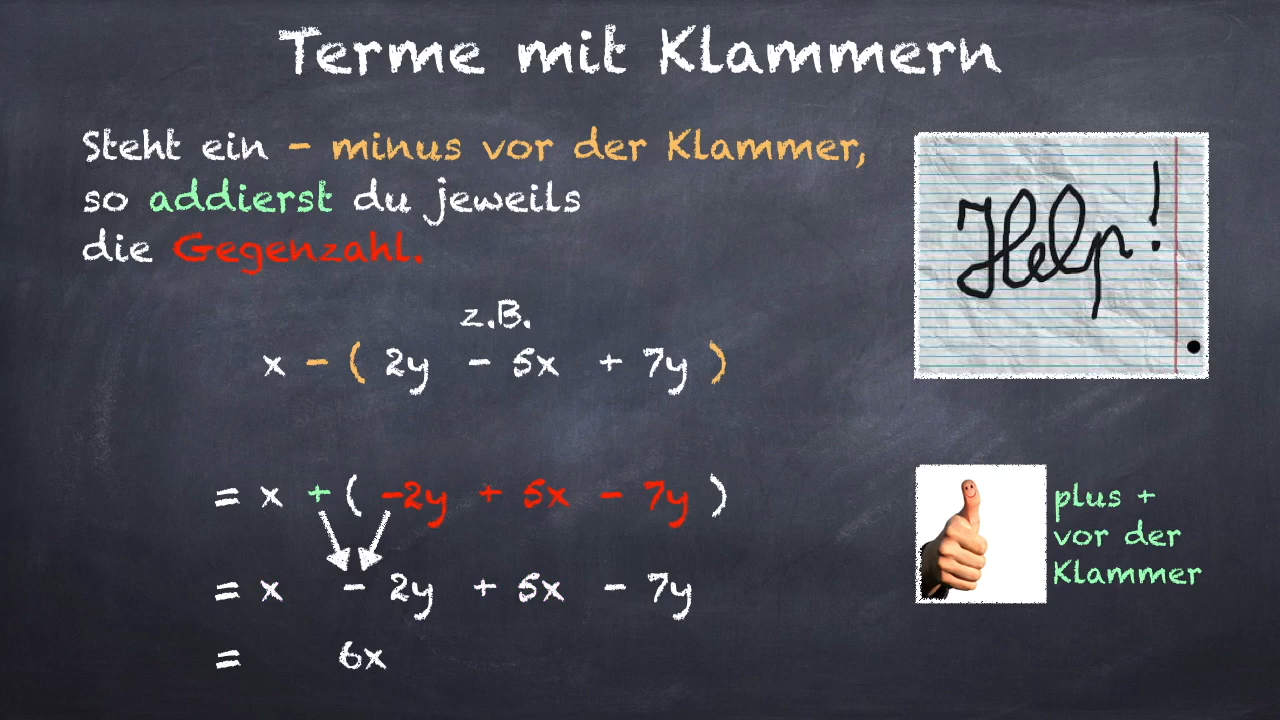 Terme mit Klammern
Steht ein - minus vor der Klammer,
so addierst du jeweils
die Gegenzahl.
z.B.
x - ( 2y - 5x + 7y )
= x + ( -2y + 5x - 7y )
= x - 2y + 5x - 7y
= 6x
Help!
plus +
vor der
Klammer